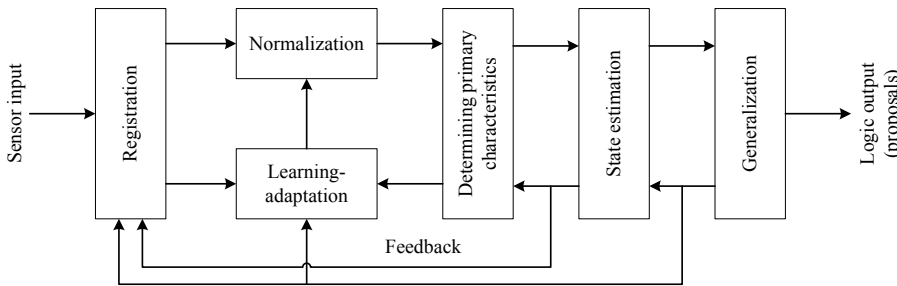 Sensor input
Registration
Normalization
Learning-
adaptation
Determining primary
characteristics
State estimation
Generalization
Logic output
(proposals)
Feedback